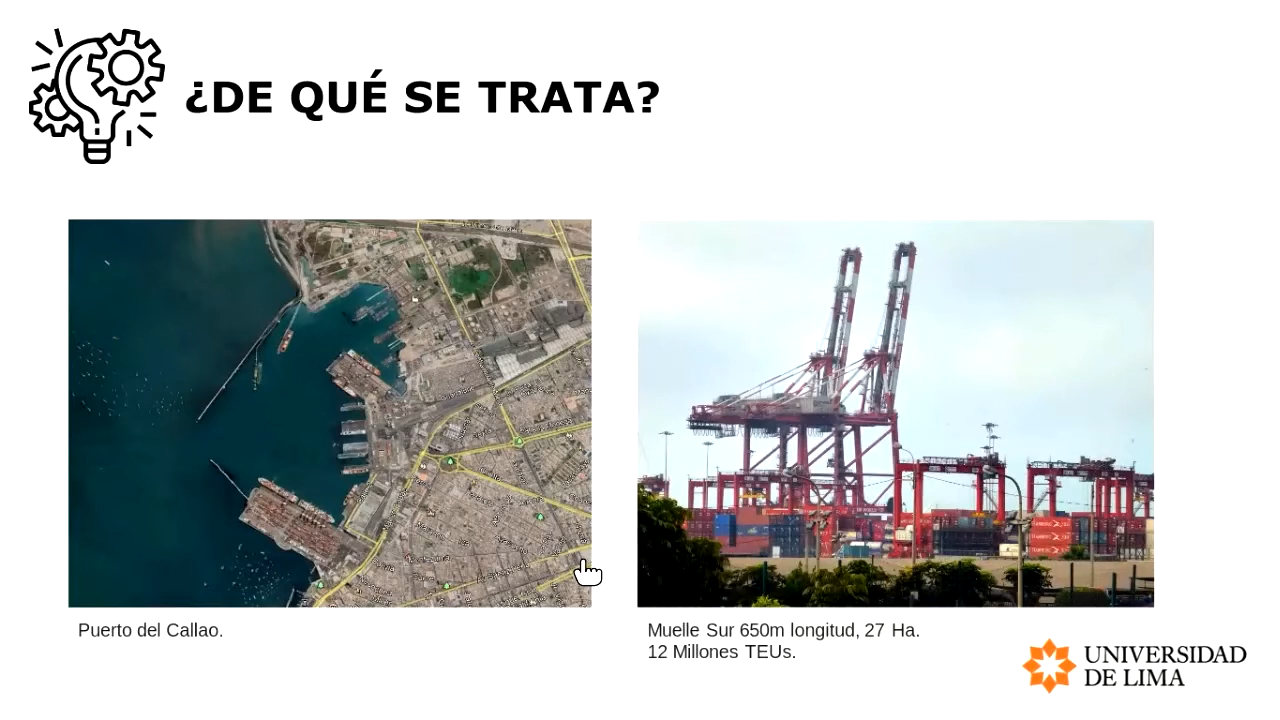 ¿DE QUÉ SE TRATA?
Puerto del Callao.
Muelle Sur 650m longitud, 27 Ha.
12 Millones TEUs.
UNIVERSIDAD
DE LIMA